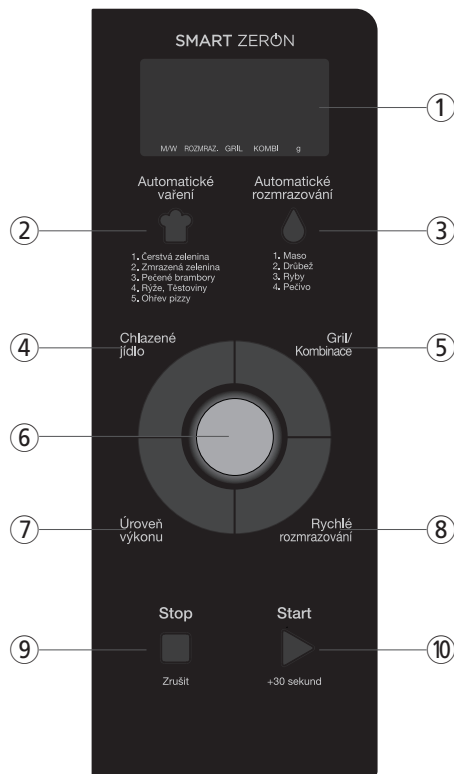 SMART ZERON
①
M/W ROZMRAZ. GRIL KOMBI g
Automatické
vaření
Automatické
rozmrazování
②
③
1. Čerstvá zelenina
2. Zmrazená zelenina
3. Pečené brambory
4. Rýže, Těstoviny
5. Ohřev pizzy
1. Maso
2. Drůbež
3. Ryby
4. Pečivo
④
Chlazené
jídlo
Gril/
Kombinace
⑤
⑥
⑦
Úroveň
výkonu
Rychlé
rozmrazování
⑧
Stop
Start
⑨
⑩
Zrušit
+30 sekund